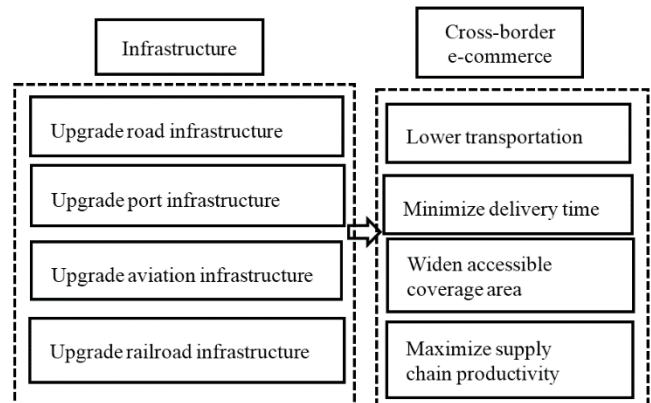 Infrastructure
Cross-border
e-commerce
Upgrade road infrastructure
Upgrade port infrastructure
Upgrade aviation infrastructure
Upgrade railroad infrastructure
Lower transportation
Minimize delivery time
Widen accessible
coverage area
Maximize supply
chain productivity